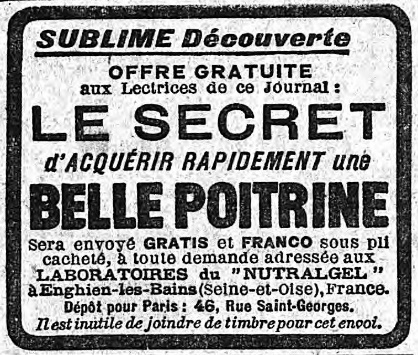 SUBLIME Découverte
OFFRE GRATUITE
aux Lectrices de ce Journal :
LE SECRET
d'ACQUÉRIR RAPIDEMENT une
BELLE POITRINE
Sera envoyé GRATIS et FRANCO sous pli
cacheté, à toute demande adressée aux
LABORATOIRES du "NUTRALGEL"
à Enghien-les-Bains (Seine-et-Oise), France.
Dépôt pour Paris : 46, Rue Saint-Georges.
Il est inutile de joindre de timbre pour cet envoi.